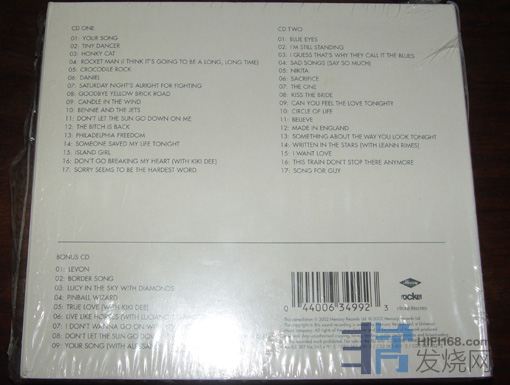 CD ONE
01: YOUR SONG
02: TINY DANCER
03: HONKY CAT
04: ROCKET MAN (I THINK IT'S GOING TO BE A LONG, LONG TIME)
05: CROCODILE ROCK
06: DANIEL
07: SATURDAY NIGHT'S ALRIGHT FOR FIGHTING
08: GOODBYE YELLOW BRICK ROAD
09: CANDLE IN THE WIND
10: BENNIE AND THE JETS
11: DON'T LET THE SUN GO DOWN ON ME
12: THE BITCH IS BACK
13: PHILADELPHIA FREEDOM
14: SOMEONE SAVED MY LIFE TONIGHT
15: ISLAND GIRL
16: DON'T GO BREAKING MY HEART (WITH KIKI DEE)
17: SORRY SEEMS TO BE THE HARDEST WORD
CD TWO
01: BLUE EYES
02: I'M STILL STANDING
03: I GUESS THAT'S WHY THEY CALL IT THE BLUES
04: SAD SONGS (SAY SO MUCH)
05: NIKITA
06: SACRIFICE
07: THE ONE
08: KISS THE BRIDE
09: CAN YOU FEEL THE LOVE TONIGHT?
10: CIRCLE OF LIFE
11: BELIEVE
12: MADE IN ENGLAND
13: SOMETHING ABOUT THE WAY YOU LOOK TONIGHT
14: WRITTEN IN THE STARS (WITH LEANN RIMES)
15: I WANT LOVE
16: THIS TRAIN DON'T STOP THERE ANYMORE
17: SONG FOR GUY
BONUS CD
01: LEVON
02: BORDER SONG
03: LUCY IN THE SKY WITH DIAMONDS
04: PINBALL WIZARD
05: TRUE LOVE (WITH KIKI DEE)
06: LIVE LIKE HORSES (WITH LUCIANO
07: I DON'T WANNA GO ON WITH
08: DON'T LET THE SUN GO DOWN
09: YOUR SONG (WITH
0 44006 34992 3
rocket
HIFI168.com
发烧网